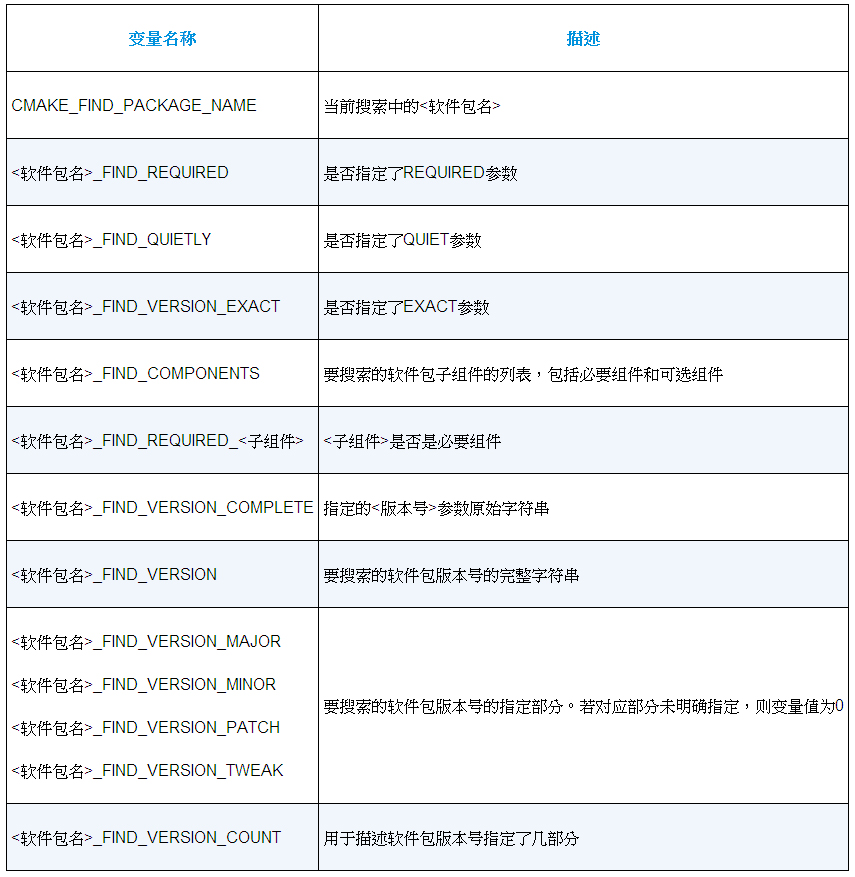 变量名称 描述
CMAKE_FIND_PACKAGE_NAME 当前搜索中的<软件包名>
<软件包名>_FIND_REQUIRED 是否指定了REQUIRED参数
<软件包名>_FIND_QUIETLY 是否指定了QUIET参数
<软件包名>_FIND_VERSION_EXACT 是否指定了EXACT参数
<软件包名>_FIND_COMPONENTS 要搜索的软件包子组件的列表，包括必要组件和可选组件
<软件包名>_FIND_REQUIRED_<子组件> <子组件>是否是必要组件
<软件包名>_FIND_VERSION_COMPLETE 指定的<版本号>参数原始字符串
<软件包名>_FIND_VERSION 要搜索的软件包版本号的完整字符串
<软件包名>_FIND_VERSION_MAJOR
<软件包名>_FIND_VERSION_MINOR
<软件包名>_FIND_VERSION_PATCH
<软件包名>_FIND_VERSION_TWEAK
要搜索的软件包版本号的指定部分。若对应部分未明确指定，则变量值为0
<软件包名>_FIND_VERSION_COUNT 用于描述软件包版本号指定了几部分